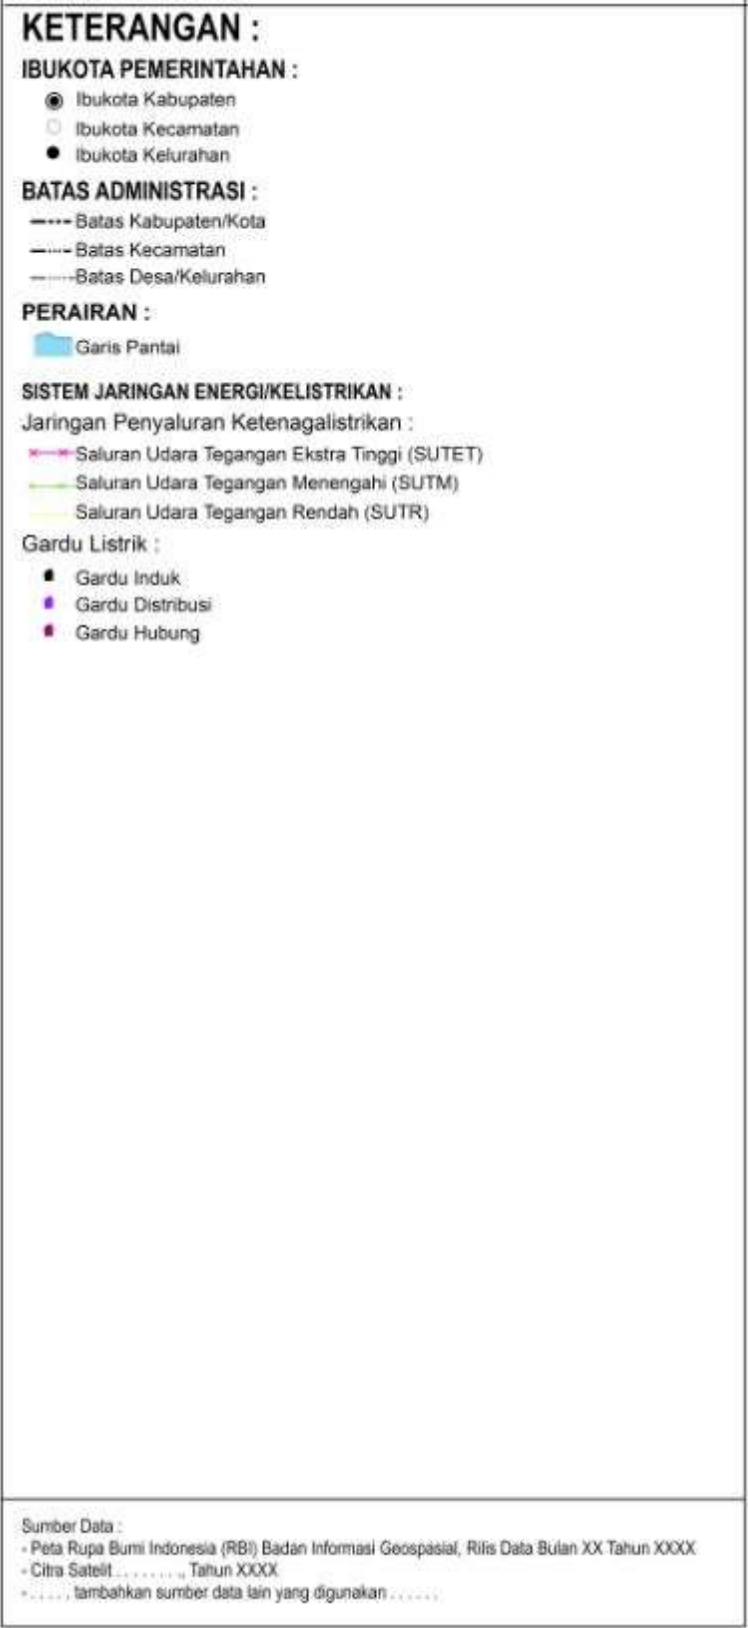 KETERANGAN :
IBUKOTA PEMERINTAHAN :
Ibukota Kabupaten
Ibukota Kecamatan
Ibukota Kelurahan
BATAS ADMINISTRASI :
Batas Kabupaten/Kota
Batas Kecamatan
Batas Desa/Kelurahan
PERAIRAN :
Garis Pantai
SISTEM JARINGAN ENERGI/KELISTRIKAN :
Jaringan Penyaluran Ketenagalistrikan :
Saluran Udara Tegangan Ekstra Tinggi (SUTET)
Saluran Udara Tegangan Menengahi (SUTM)
Saluran Udara Tegangan Rendah (SUTR)
Gardu Listrik :
Gardu Induk
Gardu Distribusi
Gardu Hubung
Sumber Data :
- Peta Rupa Bumi Indonesia (RBI) Badan Informasi Geospasial, Rilis Data Bulan XX Tahun XXXX
- Citra Satelit . . . . . . . ., Tahun XXXX
- . . . . , tambahkan sumber data lain yang digunakan . . . . . .